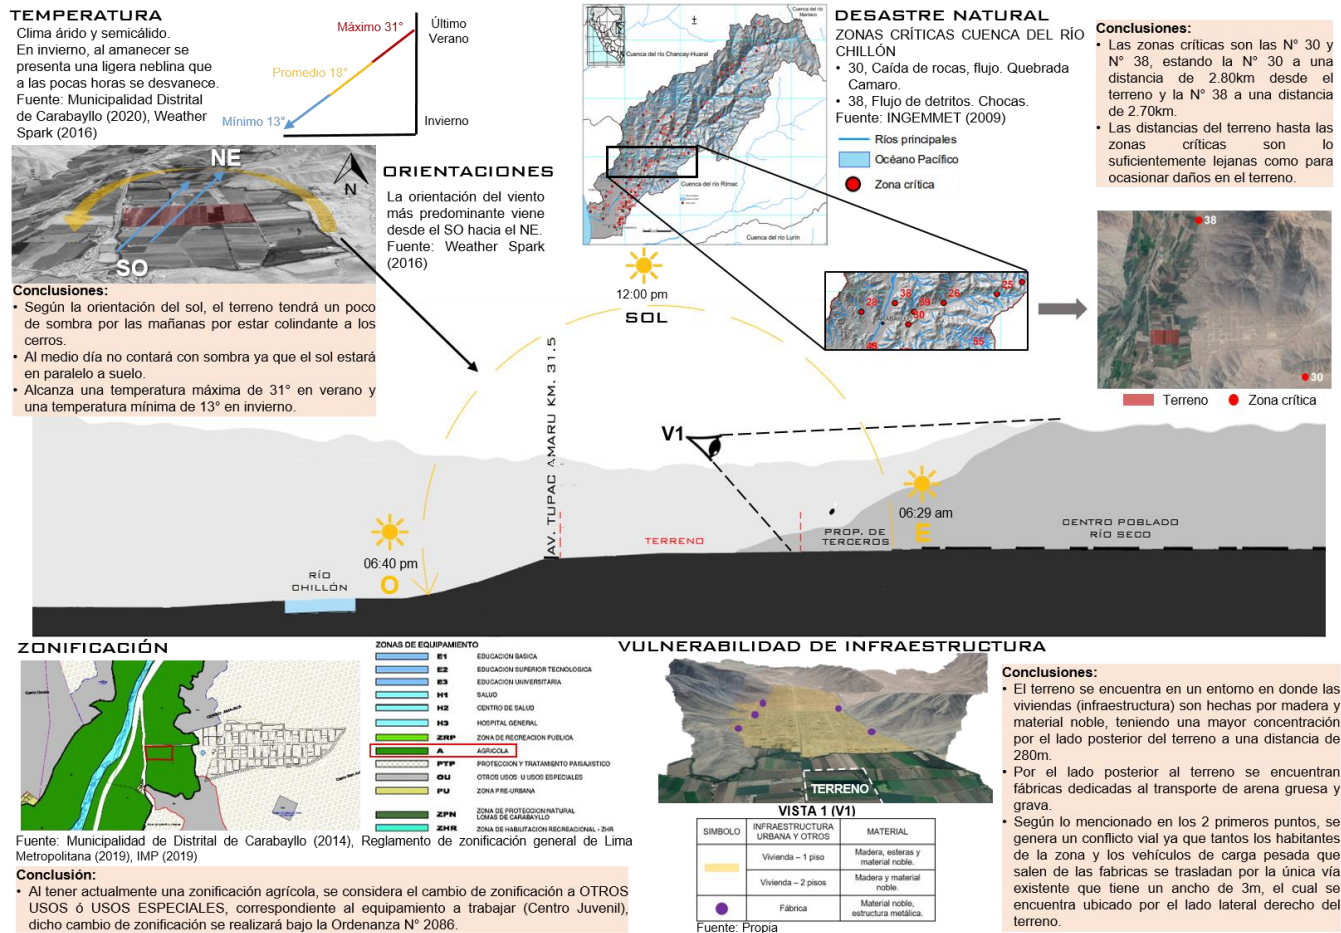 TEMPERATURA
Clima árido y semicálido.
En invierno, al amanecer se
presenta una ligera neblina que
a las pocas horas se desvanece.
Fuente: Municipalidad Distrital
de Carabayllo (2020), Weather
Spark (2016)
Máximo 31°
Promedio 18°
Mínimo 13°
Último
Verano
Invierno
NE
SO
N
ORIENTACIONES
La orientación del viento
más predominante viene
desde el SO hacia el NE.
Fuente: Weather Spark
(2016)
Conclusiones:
• Según la orientación del sol, el terreno tendrá un poco
de sombra por las mañanas por estar colindante a los
cerros.
• Al medio día no contará con sombra ya que el sol estará
en paralelo a suelo.
• Alcanza una temperatura máxima de 31° en verano y
una temperatura mínima de 13° en invierno.
Cuenca del río
Mantaro
Cuenca del río Chancay-Huaral
Cuenca del río Rimac
Cuenca del río Lurín
DESASTRE NATURAL
ZONAS CRÍTICAS CUENCA DEL RÍO
CHILLÓN
• 30, Caída de rocas, flujo. Quebrada
Camaro.
• 38, Flujo de detritos. Chocas.
Fuente: INGEMMET (2009)
Ríos principales
Océano Pacífico
Zona crítica
Conclusiones:
• Las zonas críticas son las N° 30 y
N° 38, estando la N° 30 a una
distancia de 2.80km desde el
terreno y la N° 38 a una distancia
de 2.70km.
• Las distancias del terreno hasta las
zonas críticas son lo
suficientemente lejanas como para
ocasionar daños en el terreno.
28
38
39
26
25
30
55
38
30
Terreno
Zona crítica
12:00 pm
SOL
AV. TUPAC AMARU KM. 31.5
V1
06:29 am
E
06:40 pm
O
RÍO
CHILLÓN
TERRENO
PROP. DE
TERCEROS
CENTRO POBLADO
RÍO SECO
ZONIFICACIÓN
ZONAS DE EQUIPAMIENTO
E1 EDUCACION BASICA
E2 EDUCACION SUPERIOR TECNOLOGICA
E3 EDUCACION UNIVERSITARIA
H1 SALUD
H2 CENTRO DE SALUD
H3 HOSPITAL GENERAL
ZRP ZONA DE RECREACION PUBLICA
A AGRICOLA
PTP PROTECCION Y TRATAMIENTO PAISAJISTICO
OU OTROS USOS U USOS ESPECIALES
PU ZONA PRE-URBANA
ZPN ZONA DE PROTECCION NATURAL
LOMAS DE CARABAYLLO
ZHR ZONA DE HABILITACION RECREACIONAL - ZHR
Fuente: Municipalidad de Distrital de Carabayllo (2014), Reglamento de zonificación general de Lima
Metropolitana (2019), IMP (2019)
Conclusión:
• Al tener actualmente una zonificación agrícola, se considera el cambio de zonificación a OTROS
USOS ó USOS ESPECIALES, correspondiente al equipamiento a trabajar (Centro Juvenil),
dicho cambio de zonificación se realizará bajo la Ordenanza N° 2086.
VULNERABILIDAD DE INFRAESTRUCTURA
TERRENO
VISTA 1 (V1)
SIMBOLO
INFRAESTRUCTURA
URBANA Y OTROS
MATERIAL
Vivienda – 1 piso
Madera, esteras y
material noble.
Vivienda – 2 pisos
Madera y material
noble.
Fábrica
Material noble,
estructura metálica.
Fuente: Propia
Conclusiones:
• El terreno se encuentra en un entorno en donde las
viviendas (infraestructura) son hechas por madera y
material noble, teniendo una mayor concentración
por el lado posterior del terreno a una distancia de
280m.
• Por el lado posterior al terreno se encuentran
fábricas dedicadas al transporte de arena gruesa y
grava.
• Según lo mencionado en los 2 primeros puntos, se
genera un conflicto vial ya que tantos los habitantes
de la zona y los vehículos de carga pesada que
salen de las fabricas se trasladan por la única vía
existente que tiene un ancho de 3m, el cual se
encuentra ubicado por el lado lateral derecho del
terreno.